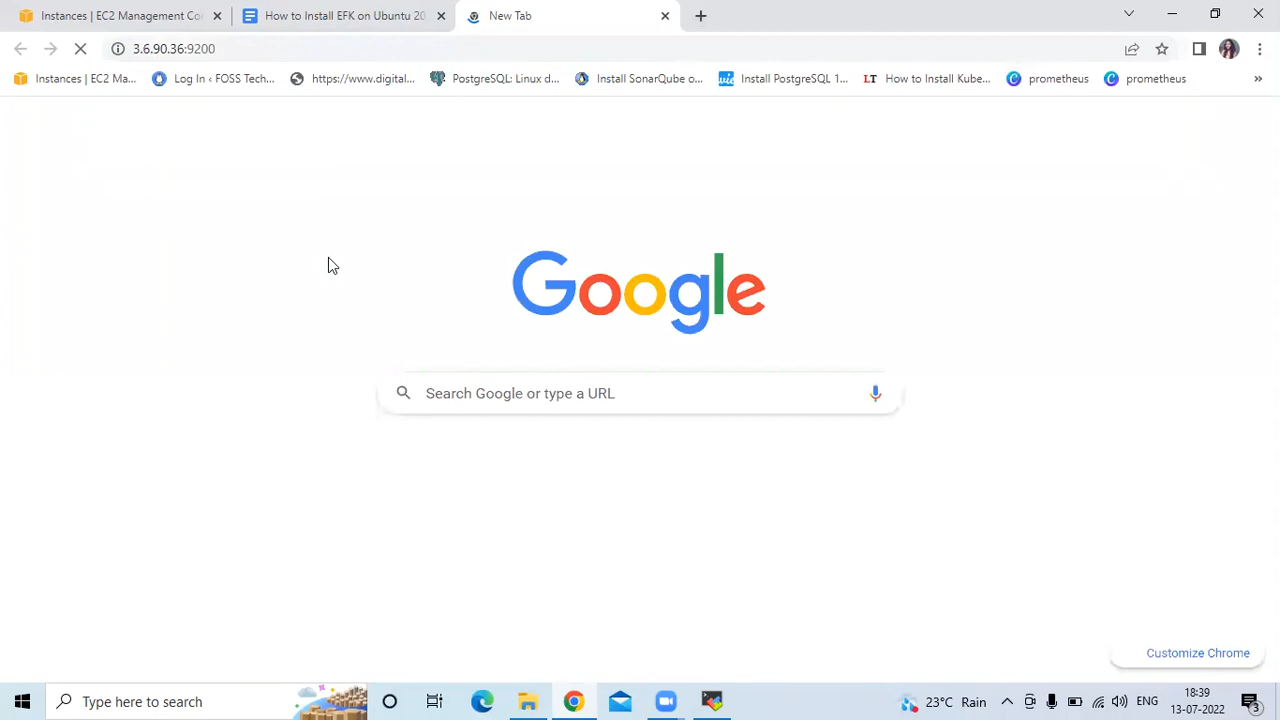 Instances | EC2 Management Co
How to Install EFK on Ubuntu 20
New Tab
3.6.90.36:9200
Instances | EC2 Ma...
Log In ‹ FOSS Tech...
https://www.digital...
PostgreSQL: Linux d...
Install SonarQube o...
Install PostgreSQL 1...
LT How to Install Kube...
prometheus
prometheus
»
Google
Search Google or type a URL
Customize Chrome
Type here to search
23°C Rain
ENG
18:39
13-07-2022
3